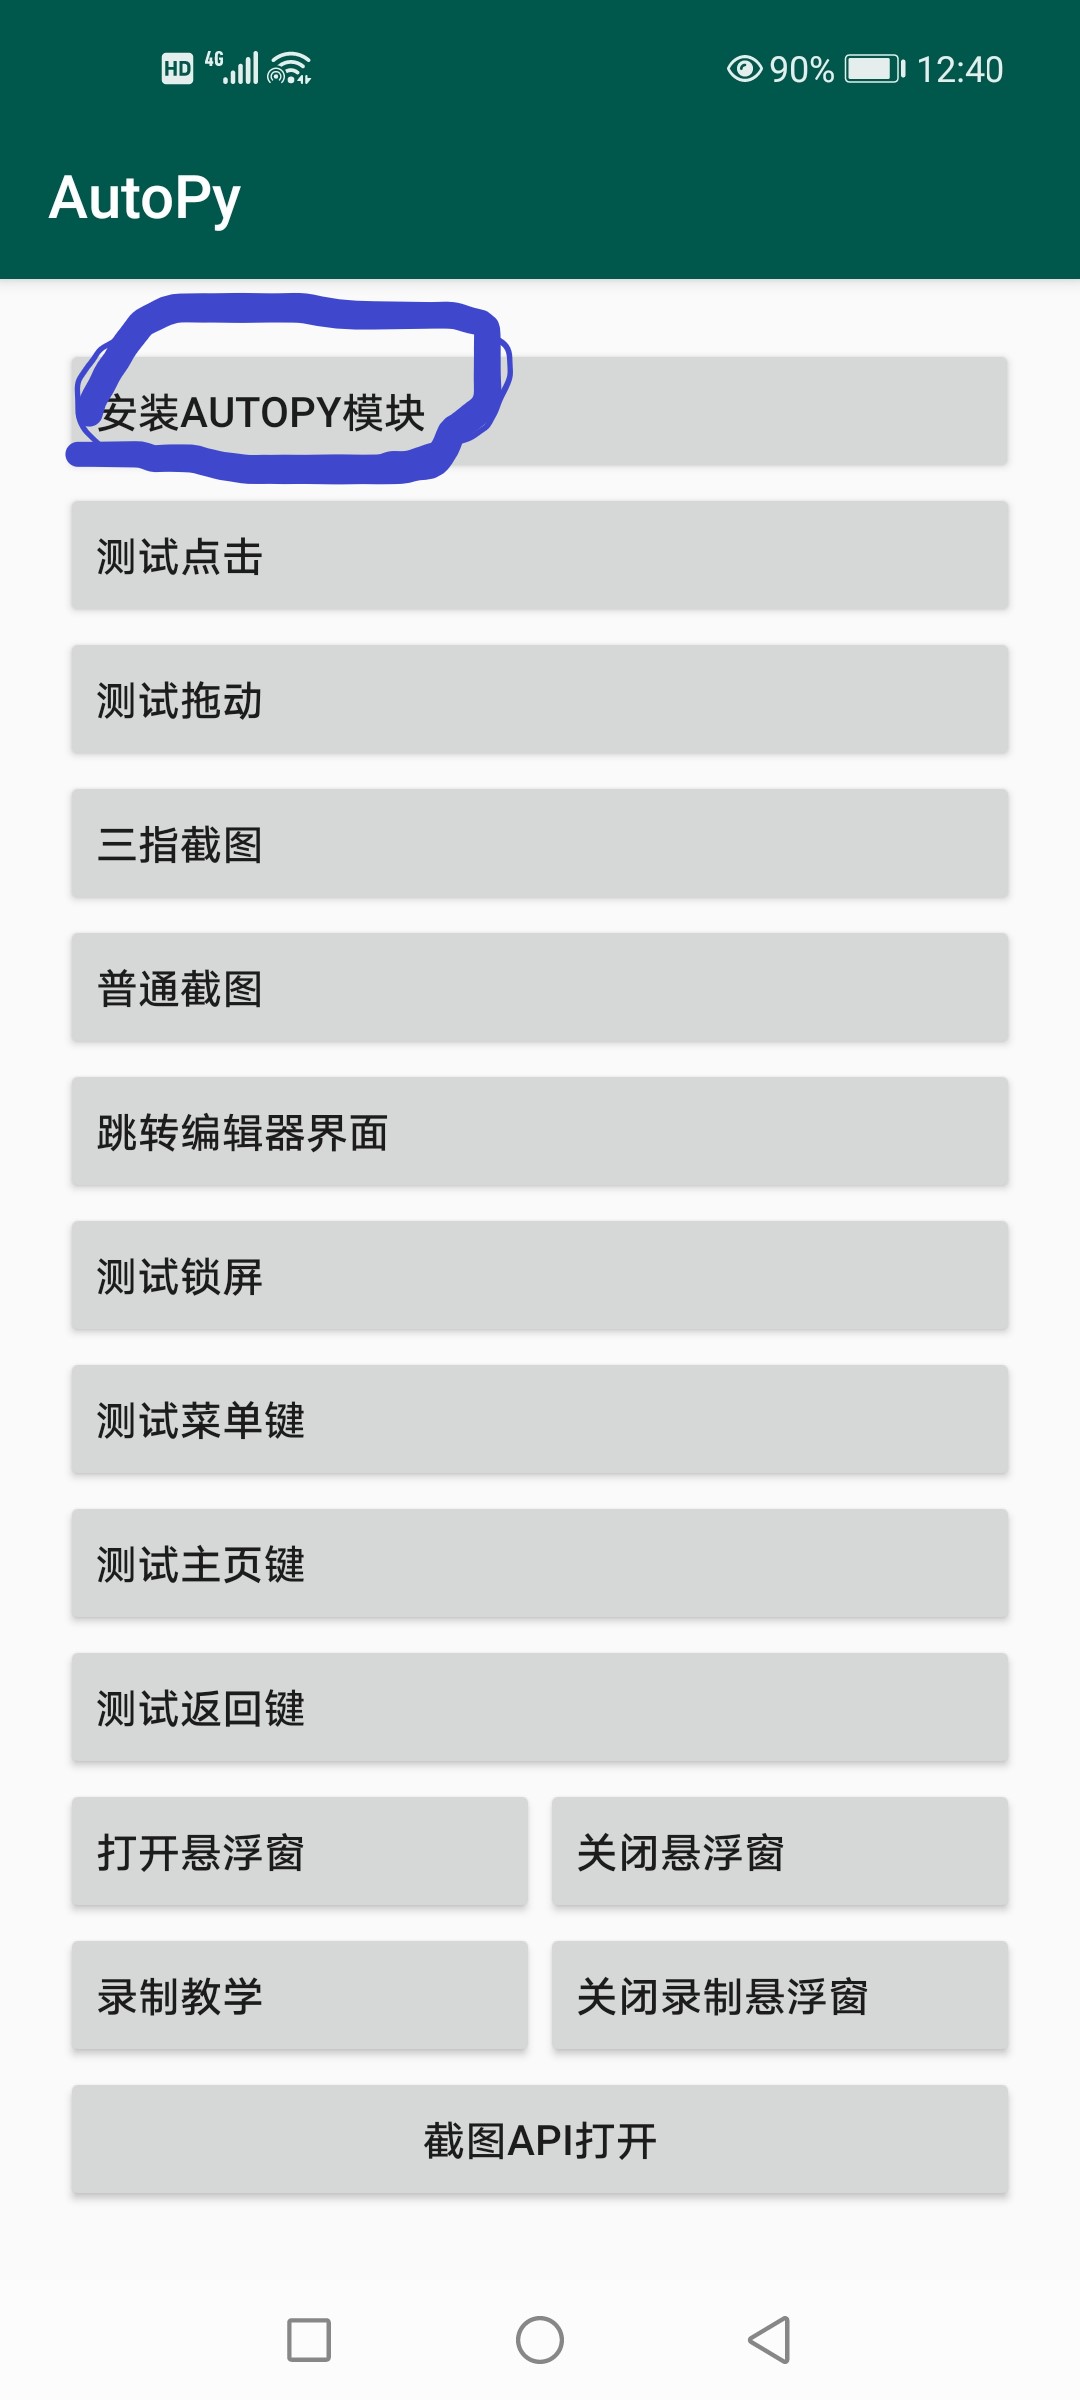 HD 4G 90% 12:40
AutoPy
安装AUTOPY模块
测试点击
测试拖动
三指截图
普通截图
跳转编辑器界面
测试锁屏
测试菜单键
测试主页键
测试返回键
打开悬浮窗 关闭悬浮窗
录制教学 关闭录制悬浮窗
截图API打开